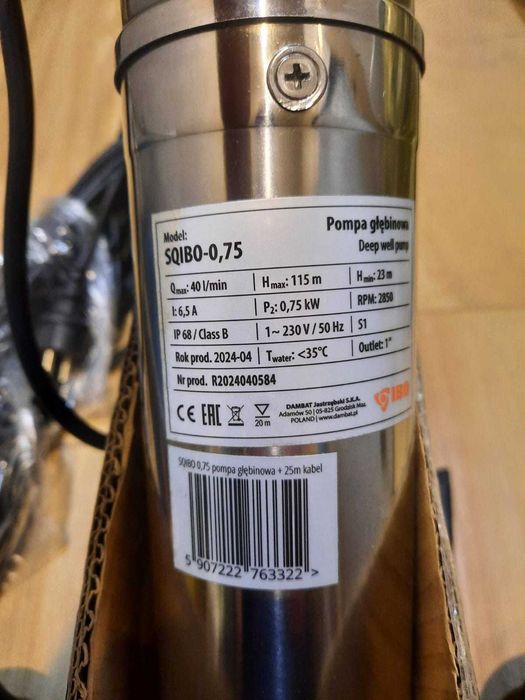 Model:
SQIBO-0,75
Pompa głębinowa
Deep well pump
Qmax: 40 l/min
Hmax: 115 m
Hmin: 23 m
I: 6,5 A
P2: 0,75 kW
RPM: 2850
IP 68 / Class B
1~ 230 V / 50 Hz
S1
Rok prod. 2024-04
Twater: <35°C
Outlet: 1"
Nr prod. R2024040584
CE EAC
20 m
DAMBAT Jastrzębski S.K.A.
Adamów 50 | 05-825 Grodzisk Maz.
POLAND | www.dambat.pl
IBO
SQIBO 0,75 pompa głębinowa + 25m kabel
5 907222 763322 >